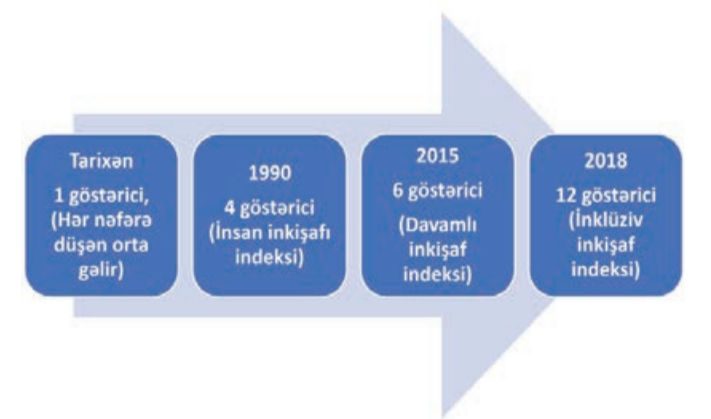 Tarixən
1 göstərici,
(Hər nəfərə
düşən orta
gəlir)
1990
4 göstərici
(İnsan inkişafı
indeksi)
2015
6 göstərici
(Davamlı
inkişaf
indeksi)
2018
12 göstərici
(İnklüziv
inkişaf
indeksi)